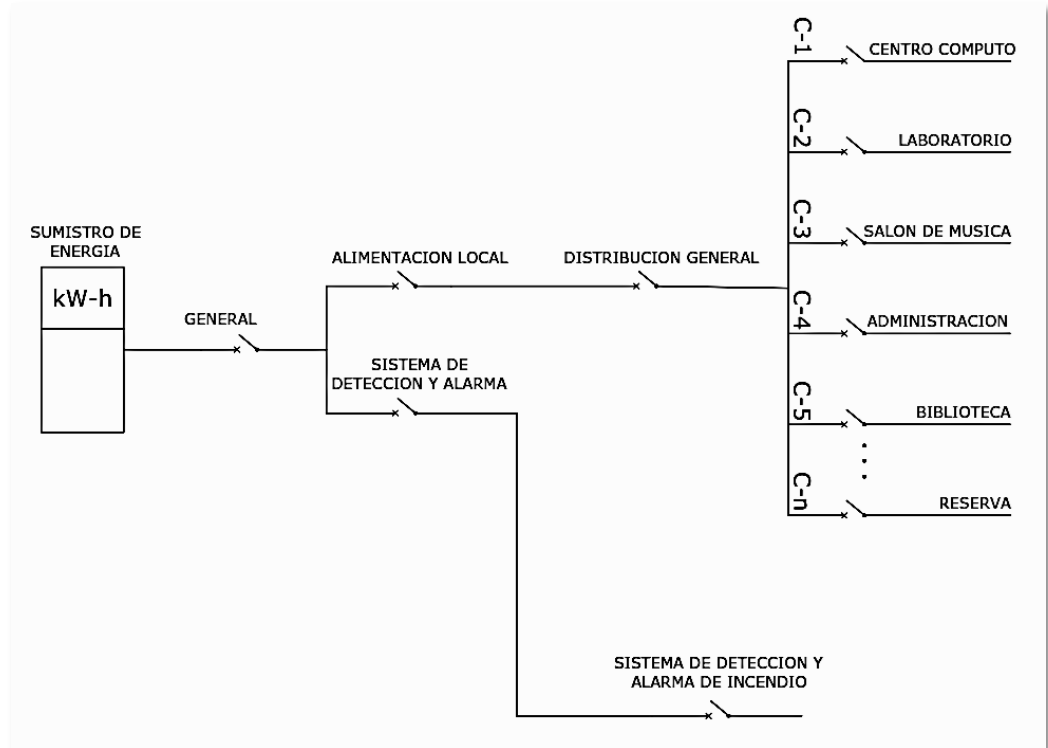 C-1
CENTRO COMPUTO
C-2
LABORATORIO
C-3
SALON DE MUSICA
SUMISTRO DE
ENERGIA
kW-h
GENERAL
ALIMENTACION LOCAL
DISTRIBUCION GENERAL
C-4
ADMINISTRACION
SISTEMA DE
DETECCION Y ALARMA
C-5
BIBLIOTECA
C-n
RESERVA
SISTEMA DE DETECCION Y
ALARMA DE INCENDIO